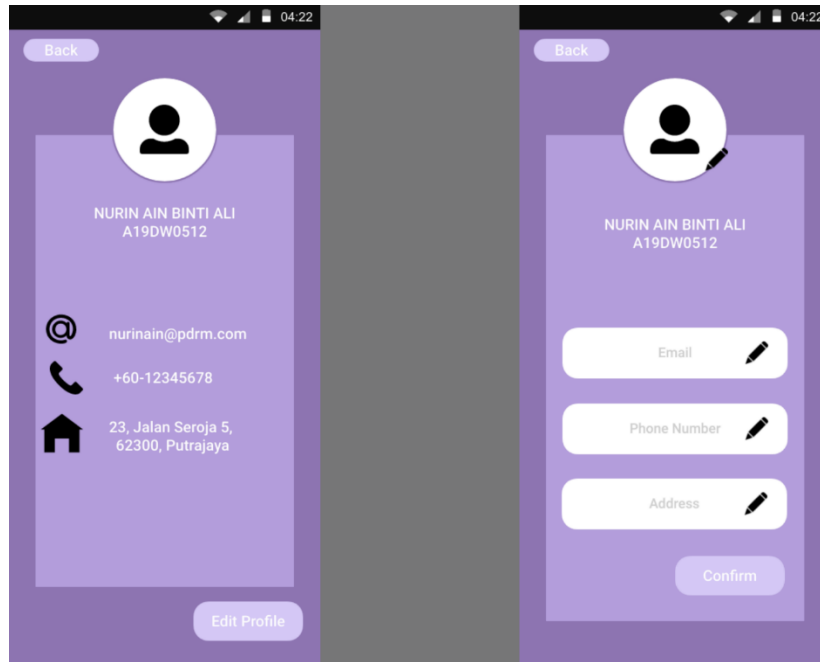 04:22
Back
NURIN AIN BINTI ALI
A19DW0512
@
nurinain@pdrm.com
+60-12345678
23, Jalan Seroja 5,
62300, Putrajaya
Edit Profile
04:22
Back
NURIN AIN BINTI ALI
A19DW0512
Email
Phone Number
Address
Confirm